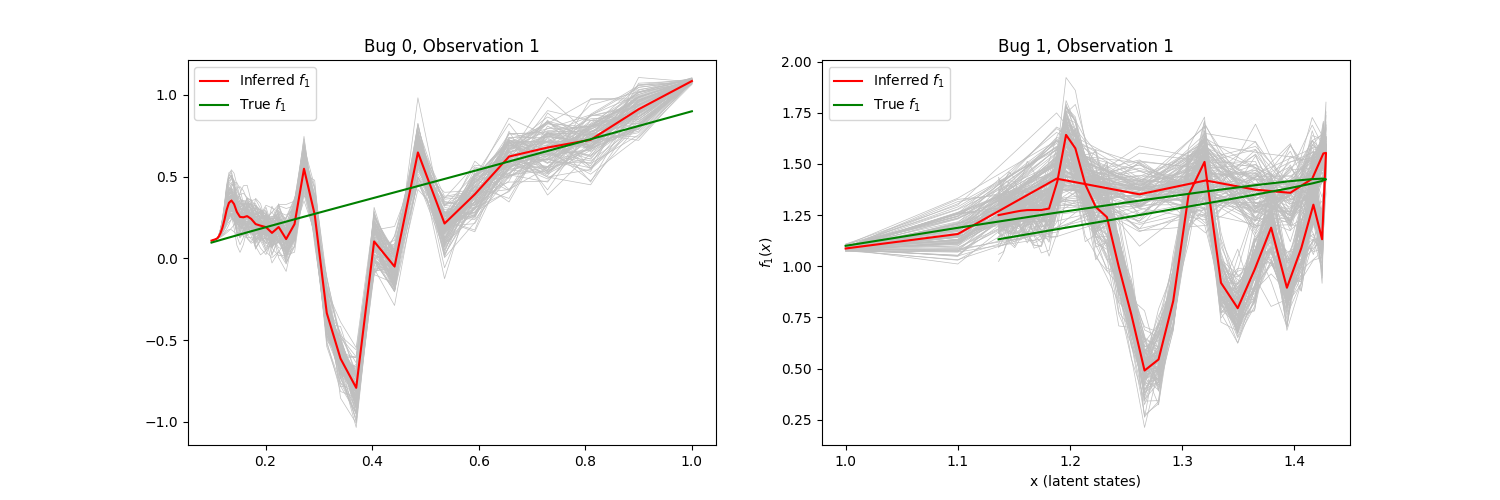 Bug 0, Observation 1
Inferred f₁
True f₁
1.0
0.5
0.0
−0.5
−1.0
0.2 0.4 0.6 0.8 1.0
Bug 1, Observation 1
Inferred f₁
True f₁
2.00
1.75
1.50
1.25
1.00
0.75
0.50
0.25
f₁(x)
1.0 1.1 1.2 1.3 1.4
x (latent states)